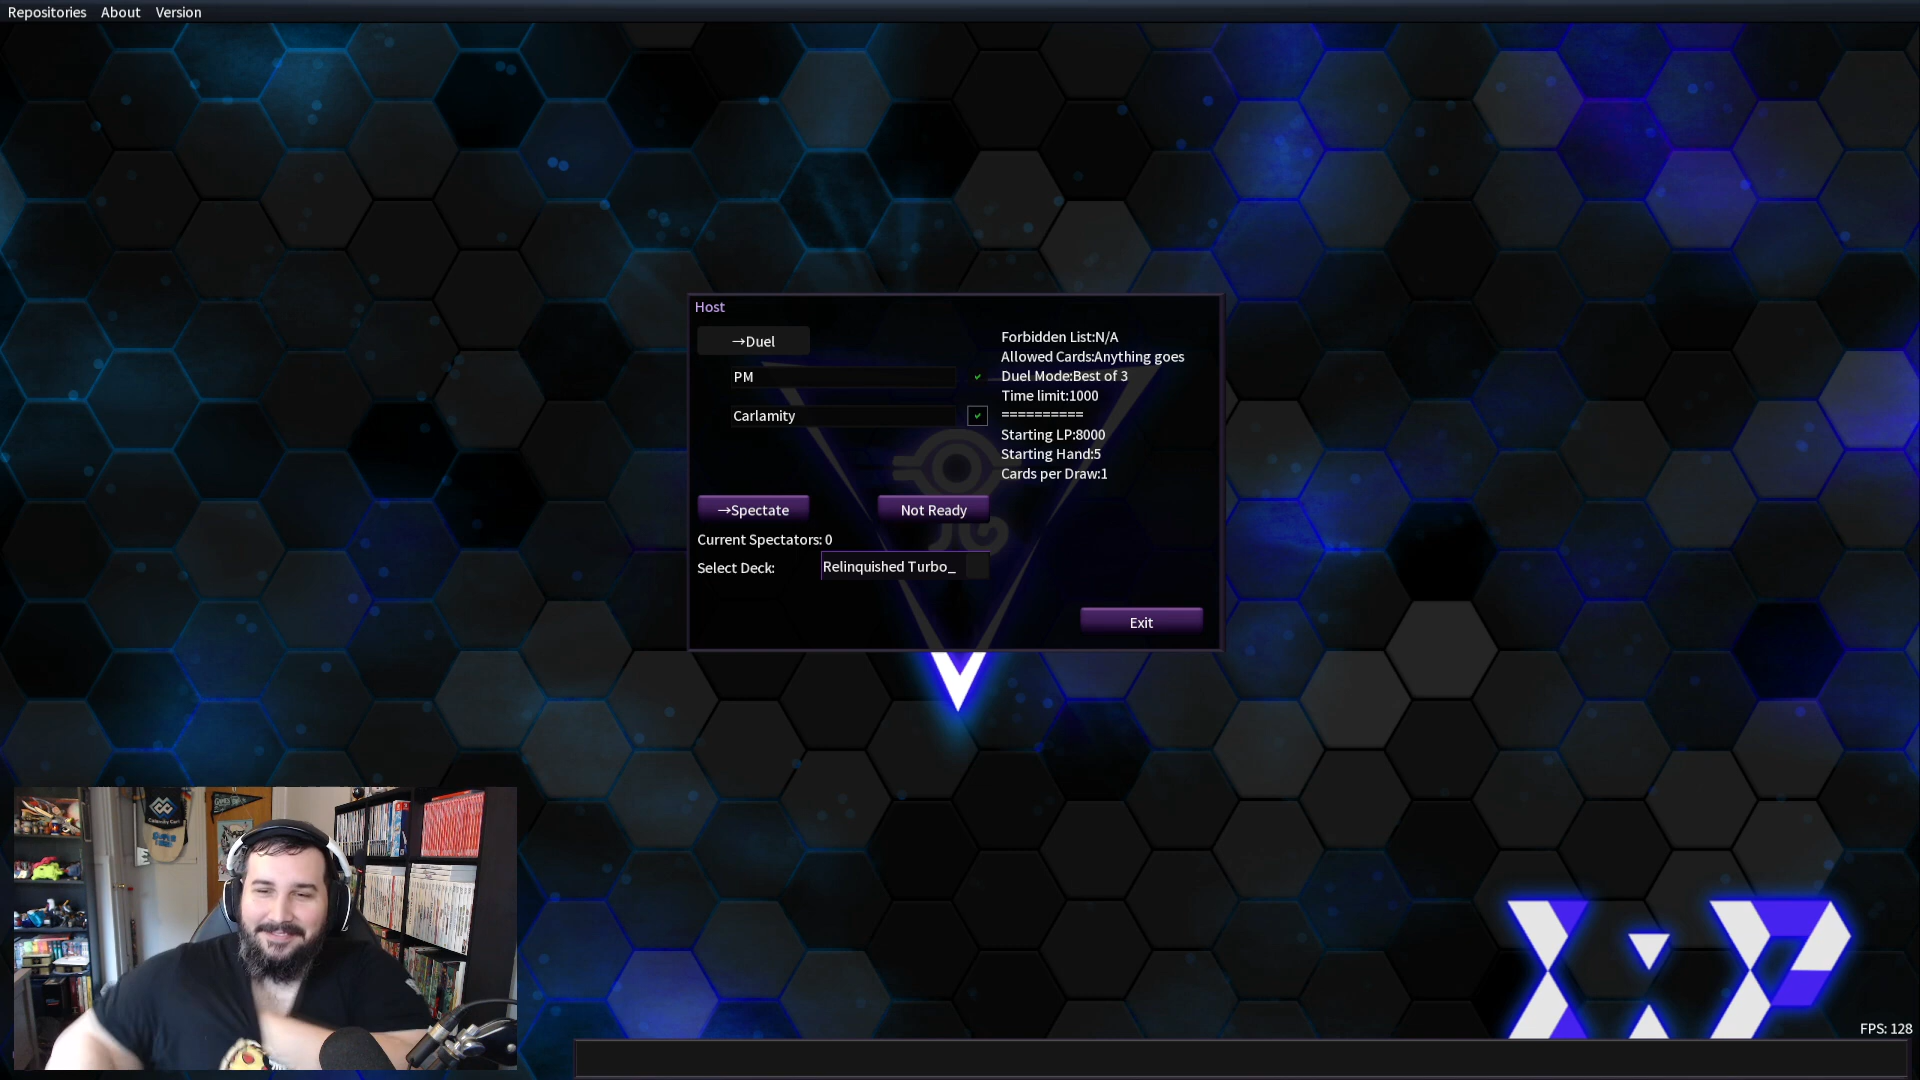 Repositories About Version
Host
→Duel
PM
Carlamity
Forbidden List:N/A
Allowed Cards:Anything goes
Duel Mode:Best of 3
Time limit:1000
==========
Starting LP:8000
Starting Hand:5
Cards per Draw:1
→Spectate
Not Ready
Current Spectators: 0
Select Deck:
Relinquished Turbo_
Exit
FPS: 128